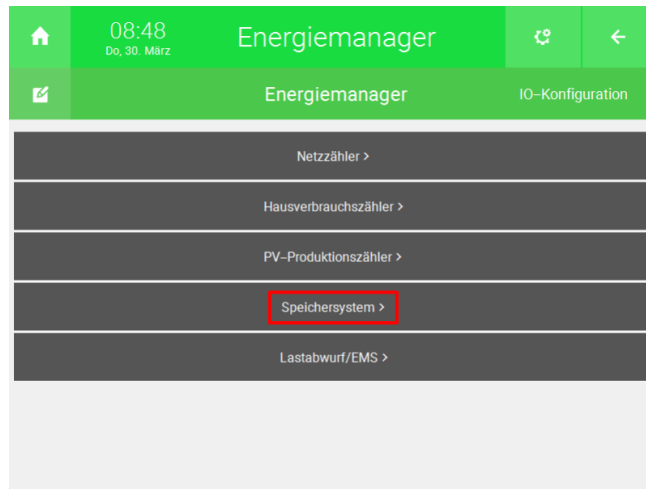 08:48
Do, 30. März
Energiemanager
Energiemanager
IO-Konfiguration
Netzzähler >
Hausverbrauchszähler >
PV-Produktionszähler >
Speichersystem >
Lastabwurf/EMS >